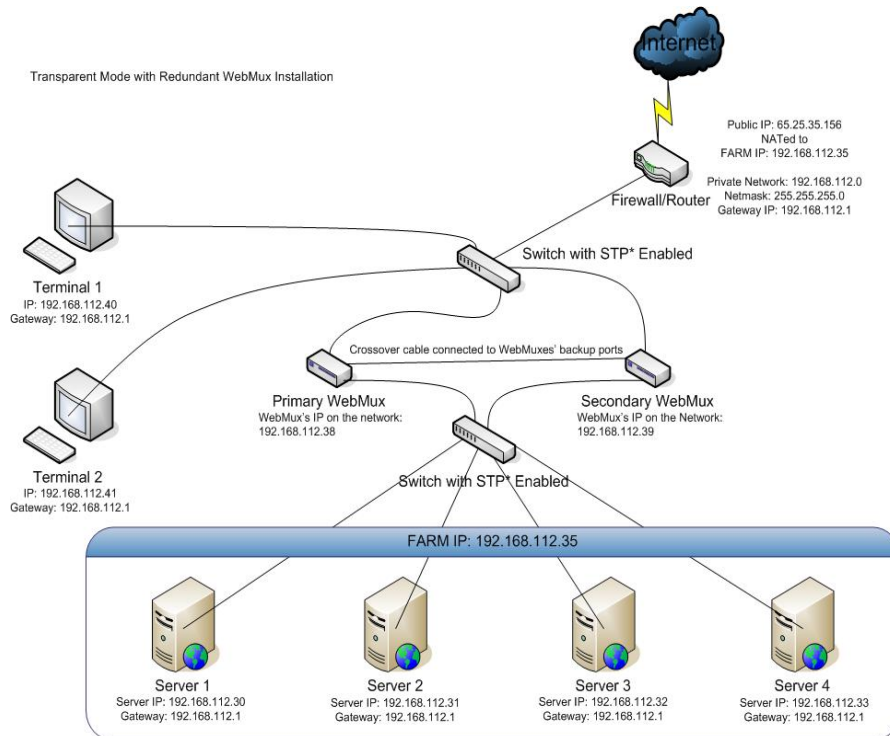 Internet
Transparent Mode with Redundant WebMux Installation
Public IP: 65.25.35.156
NATed to
FARM IP: 192.168.112.35
Private Network: 192.168.112.0
Netmask: 255.255.255.0
Gateway IP: 192.168.112.1
Firewall/Router
Switch with STP* Enabled
Terminal 1
IP: 192.168.112.40
Gateway: 192.168.112.1
Crossover cable connected to WebMuxes' backup ports
Primary WebMux
WebMux's IP on the network:
192.168.112.38
Secondary WebMux
WebMux's IP on the Network:
192.168.112.39
Terminal 2
IP: 192.168.112.41
Gateway: 192.168.112.1
Switch with STP* Enabled
FARM IP: 192.168.112.35
Server 1
Server IP: 192.168.112.30
Gateway: 192.168.112.1
Server 2
Server IP: 192.168.112.31
Gateway: 192.168.112.1
Server 3
Server IP: 192.168.112.32
Gateway: 192.168.112.1
Server 4
Server IP: 192.168.112.33
Gateway: 192.168.112.1